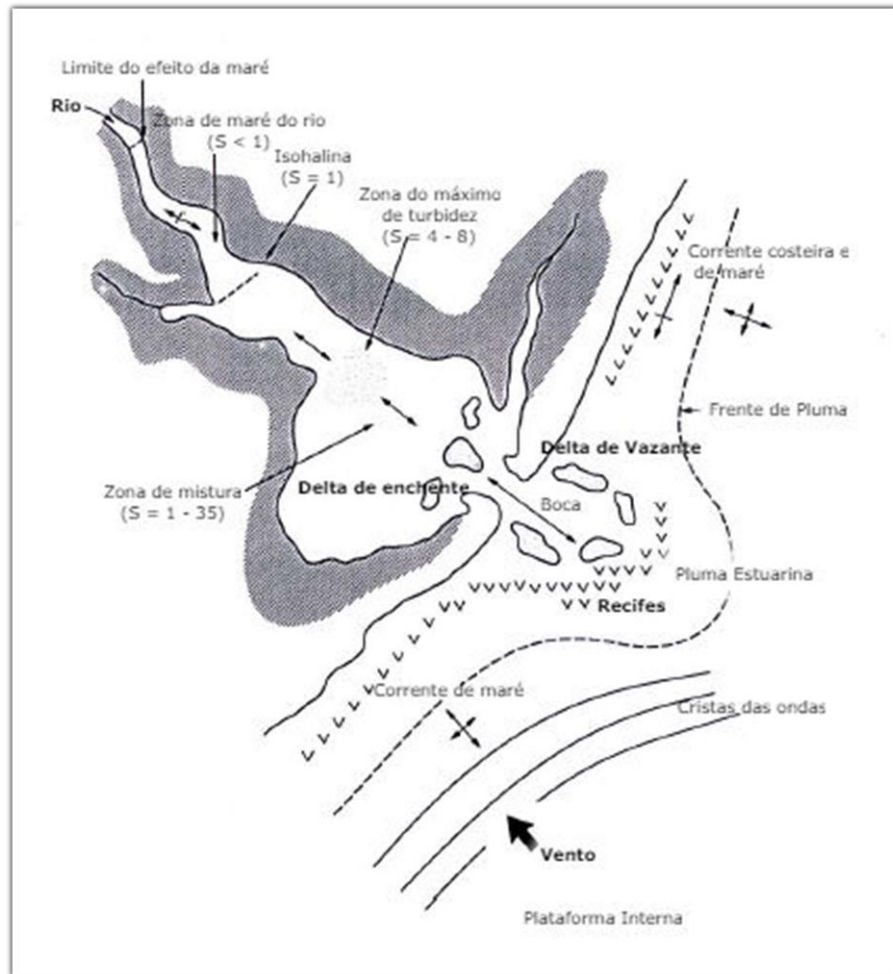 Limite do efeito da maré
Rio
Zona de maré do rio
(S < 1)
Isohalina
(S = 1)
Zona do máximo
de turbidez
(S = 4 - 8)
Corrente costeira e
de maré
Frente de Pluma
Delta de Vazante
Delta de enchente
Boca
Zona de mistura
(S = 1 - 35)
Pluma Estuarina
Recifes
Corrente de maré
Cristas das ondas
Vento
Plataforma Interna